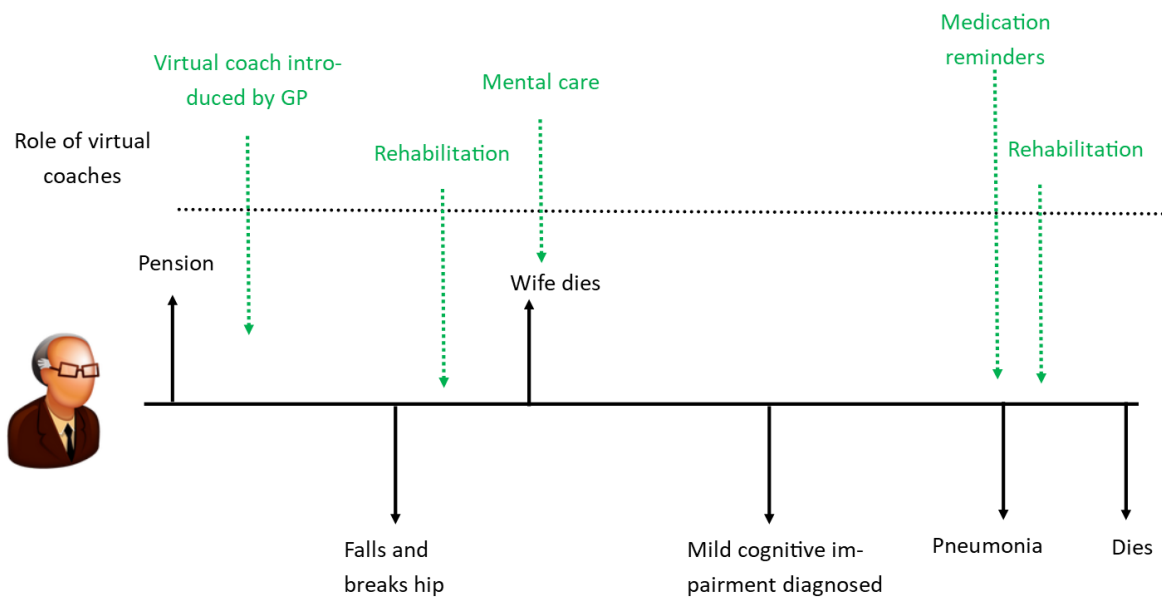 Medication
reminders
Virtual coach intro-
duced by GP
Mental care
Role of virtual
coaches
Rehabilitation
Rehabilitation
Pension
Wife dies
Falls and
breaks hip
Mild cognitive im-
pairment diagnosed
Pneumonia
Dies